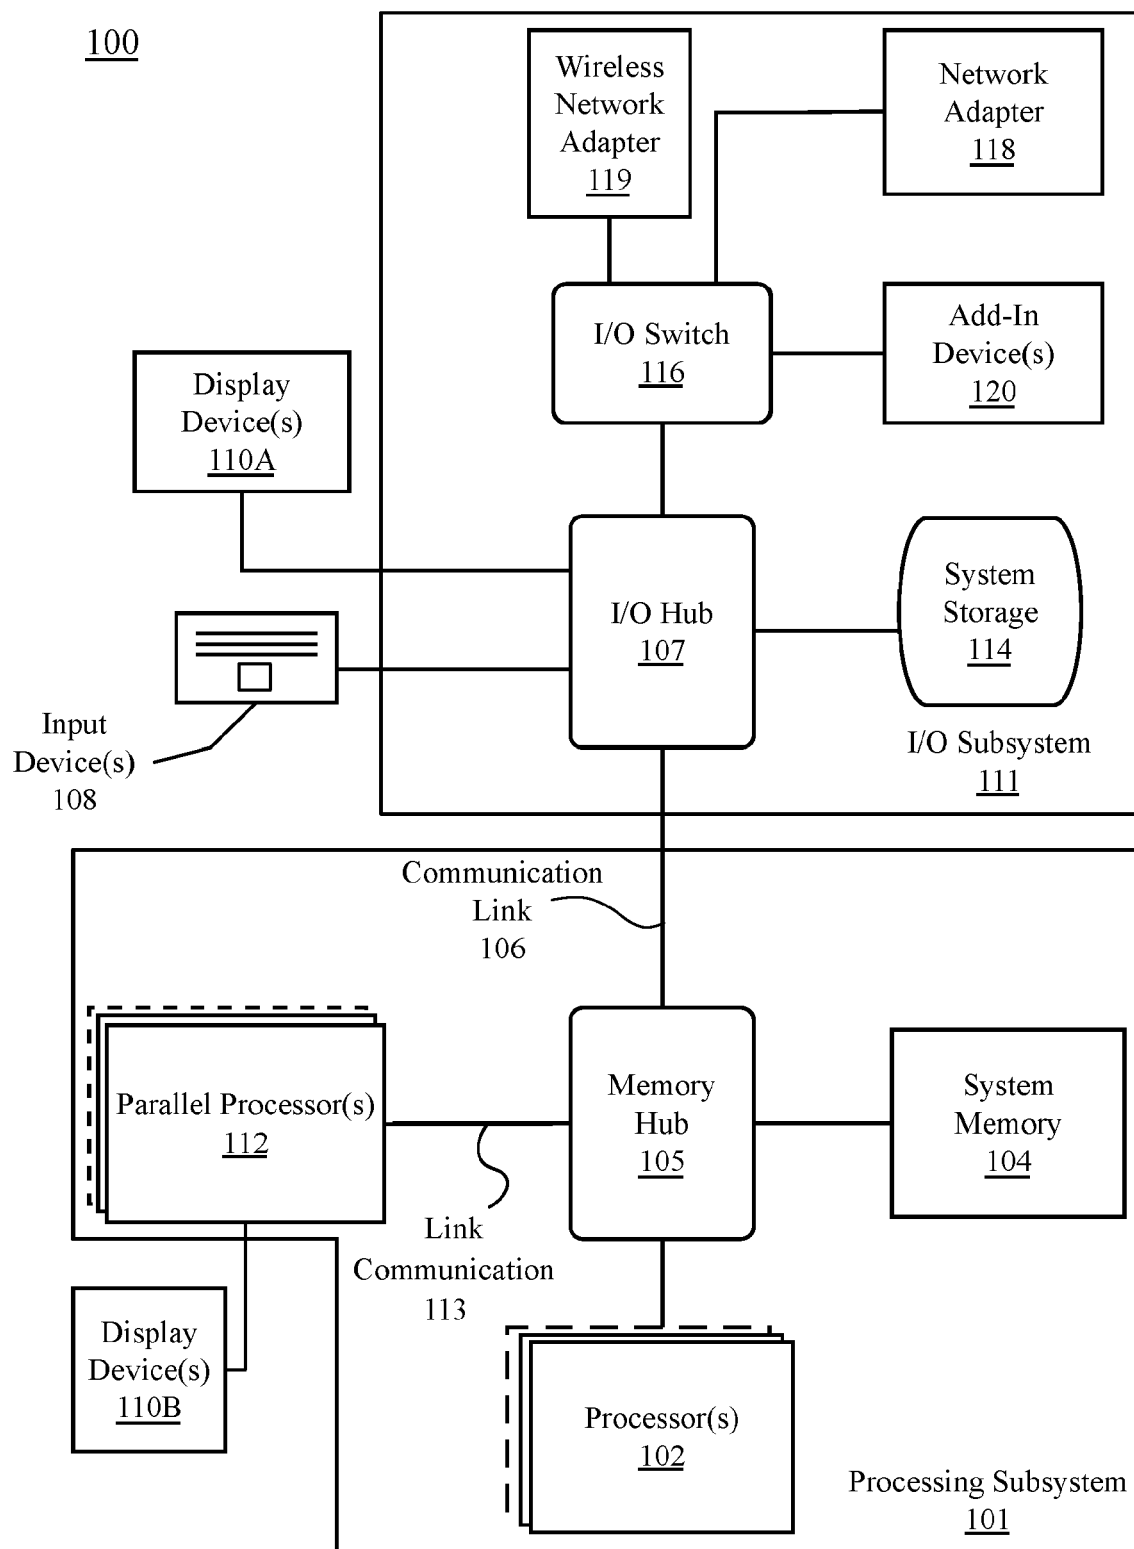 100
Wireless
Network
Adapter
119
Network
Adapter
118
I/O Switch
116
Add-In
Device(s)
120
Display
Device(s)
110A
I/O Hub
107
System
Storage
114
Input
Device(s)
108
I/O Subsystem
111
Communication
Link
106
Parallel Processor(s)
112
Memory
Hub
105
System
Memory
104
Link
Communication
113
Display
Device(s)
110B
Processor(s)
102
Processing Subsystem
101